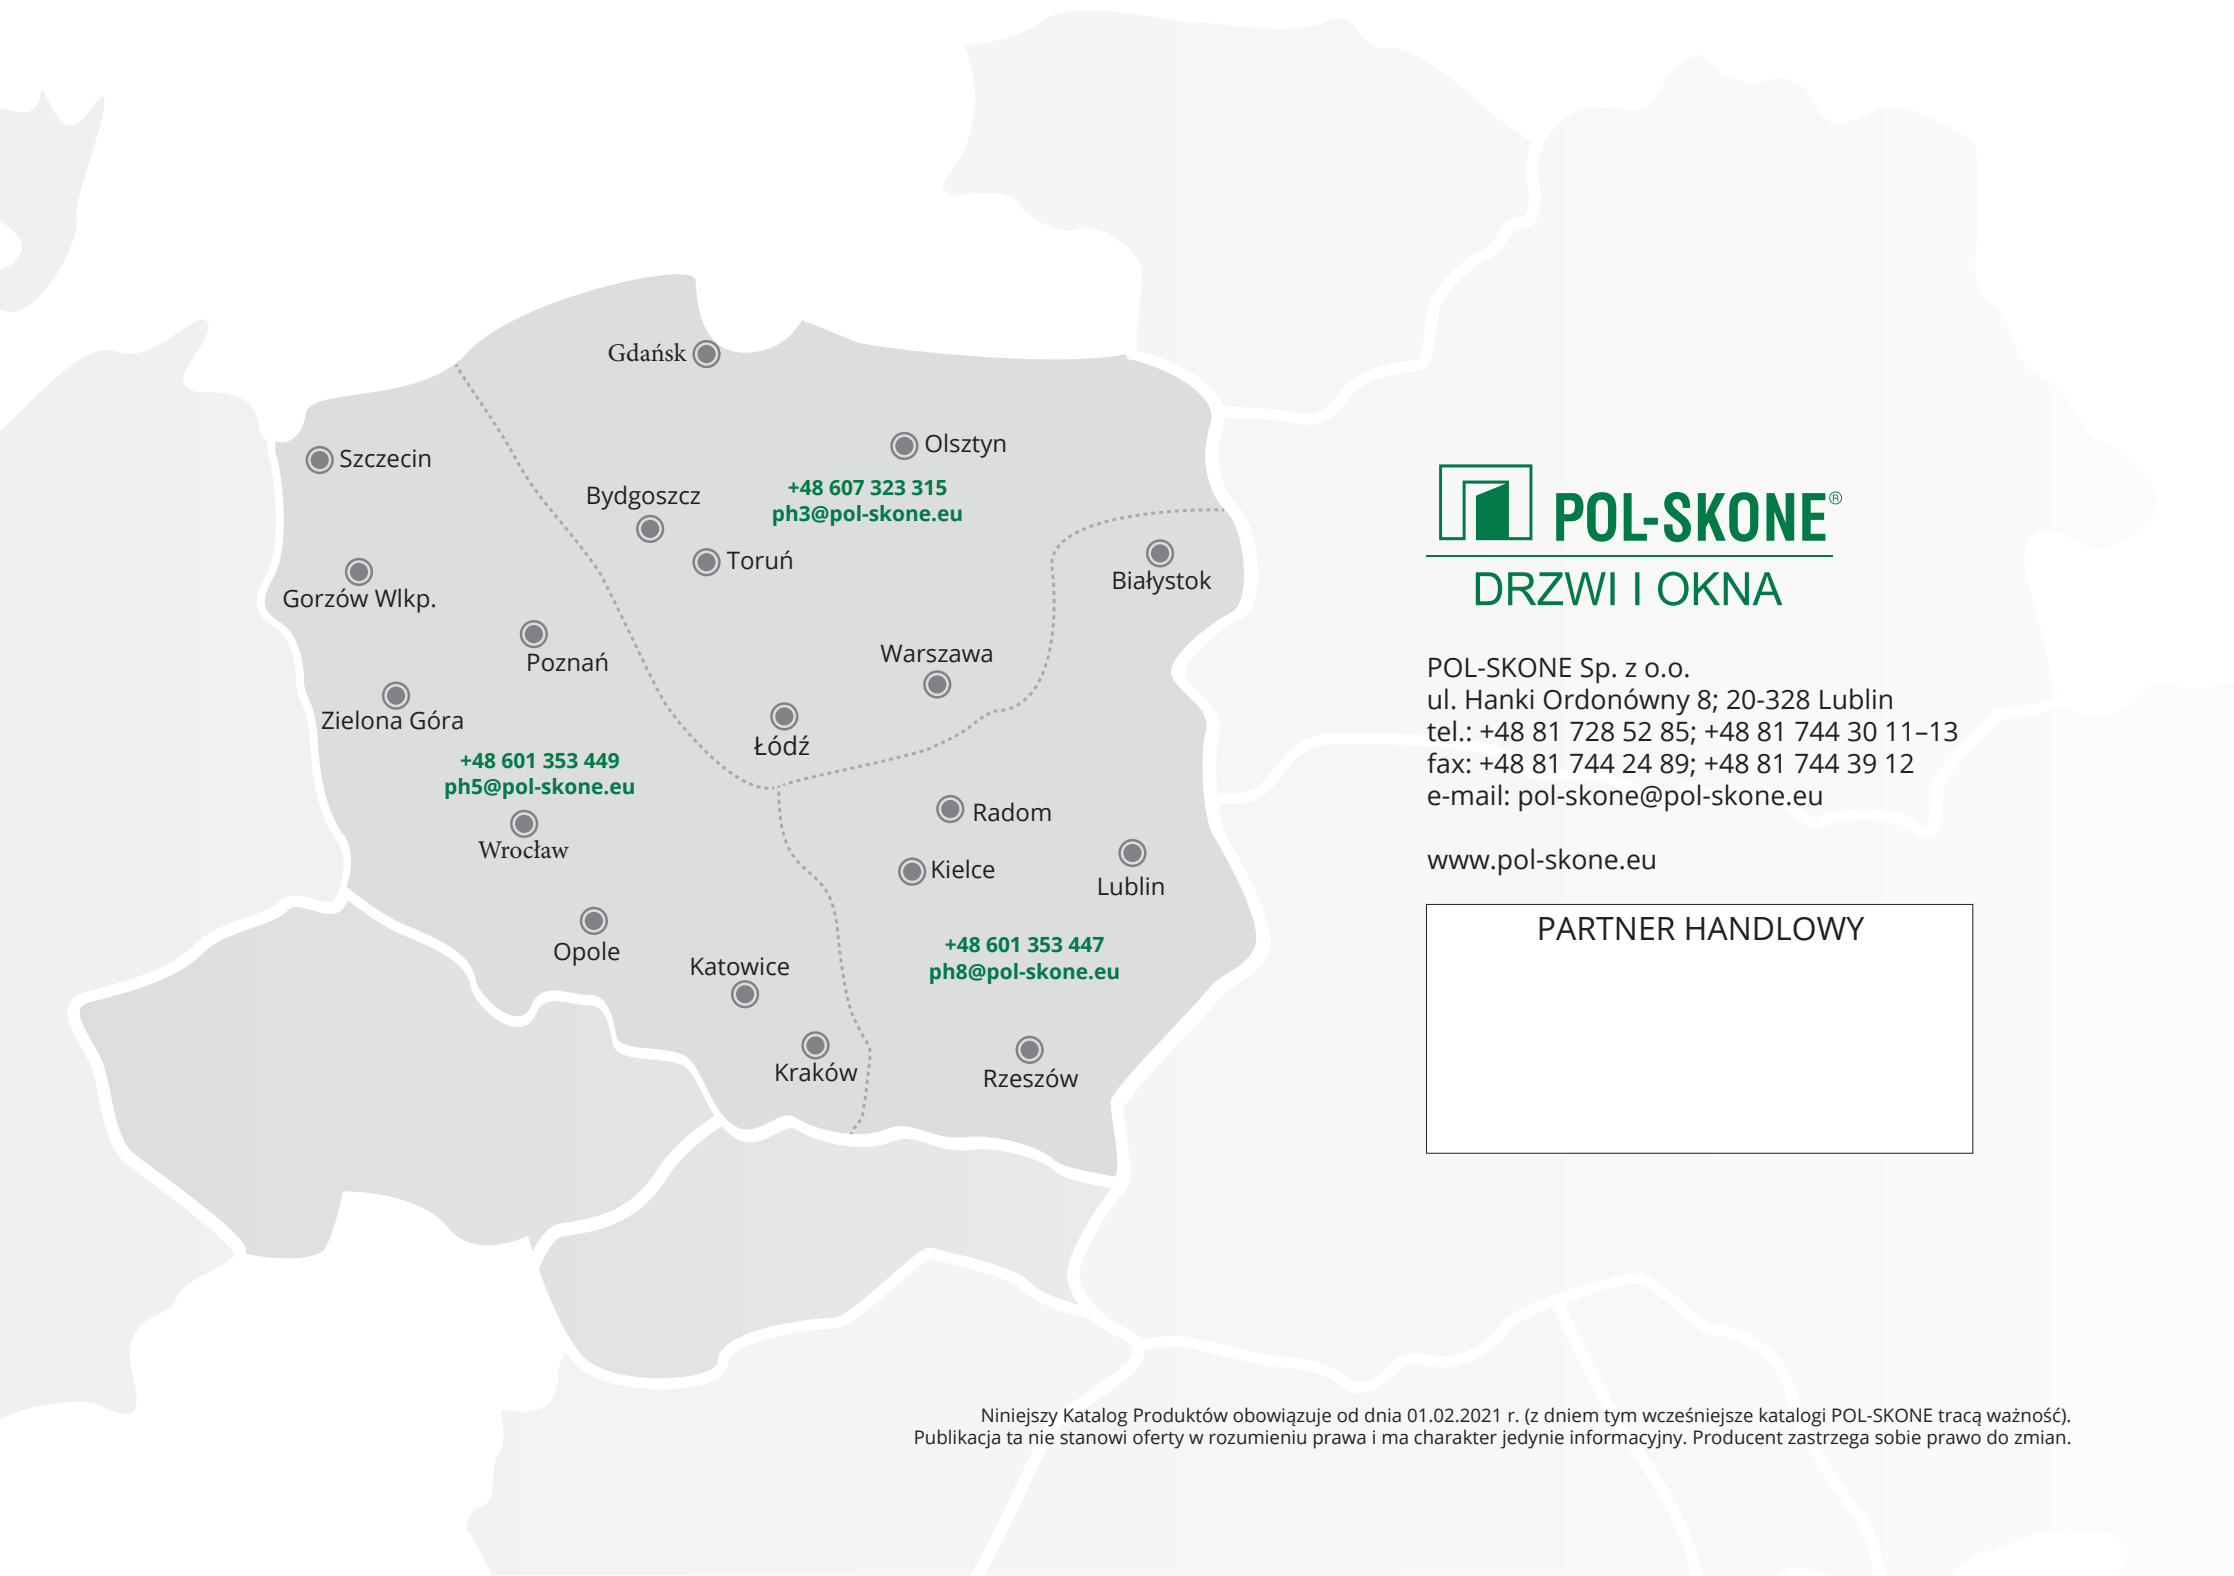 Gdańsk
Olsztyn
Szczecin
+48 607 323 315
ph3@pol-skone.eu
Bydgoszcz
Toruń
Białystok
Gorzów Wlkp.
Poznań
Warszawa
Zielona Góra
Łódź
+48 601 353 449
ph5@pol-skone.eu
Radom
Wrocław
Kielce
Lublin
Opole
Katowice
+48 601 353 447
ph8@pol-skone.eu
Kraków
Rzeszów
POL-SKONE®
DRZWI I OKNA
POL-SKONE Sp. z o.o.
ul. Hanki Ordonówny 8; 20-328 Lublin
tel.: +48 81 728 52 85; +48 81 744 30 11–13
fax: +48 81 744 24 89; +48 81 744 39 12
e-mail: pol-skone@pol-skone.eu
www.pol-skone.eu
PARTNER HANDLOWY
Niniejszy Katalog Produktów obowiązuje od dnia 01.02.2021 r. (z dniem tym wcześniejsze katalogi POL-SKONE tracą ważność).
Publikacja ta nie stanowi oferty w rozumieniu prawa i ma charakter jedynie informacyjny. Producent zastrzega sobie prawo do zmian.